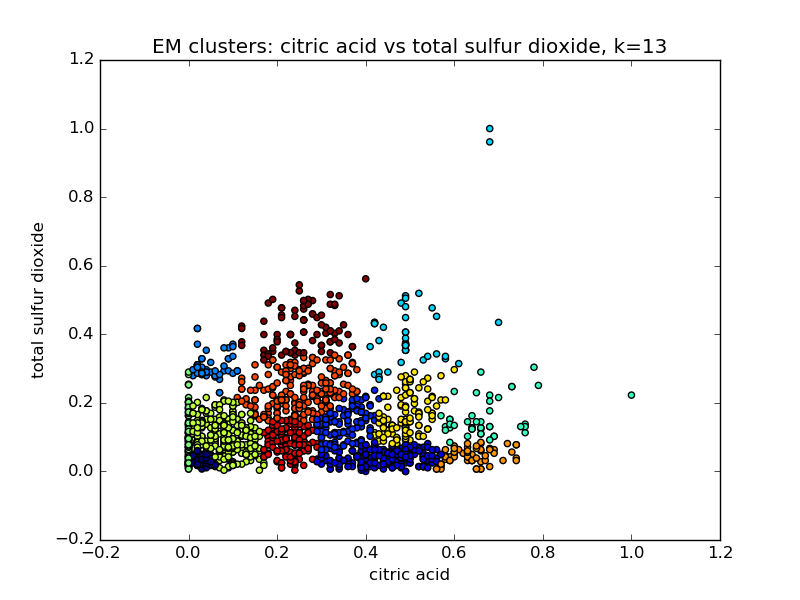 EM clusters: citric acid vs total sulfur dioxide, k=13
1.2
1.0
0.8
0.6
0.4
0.2
0.0
−0.2
total sulfur dioxide
−0.2 0.0 0.2 0.4 0.6 0.8 1.0 1.2
citric acid